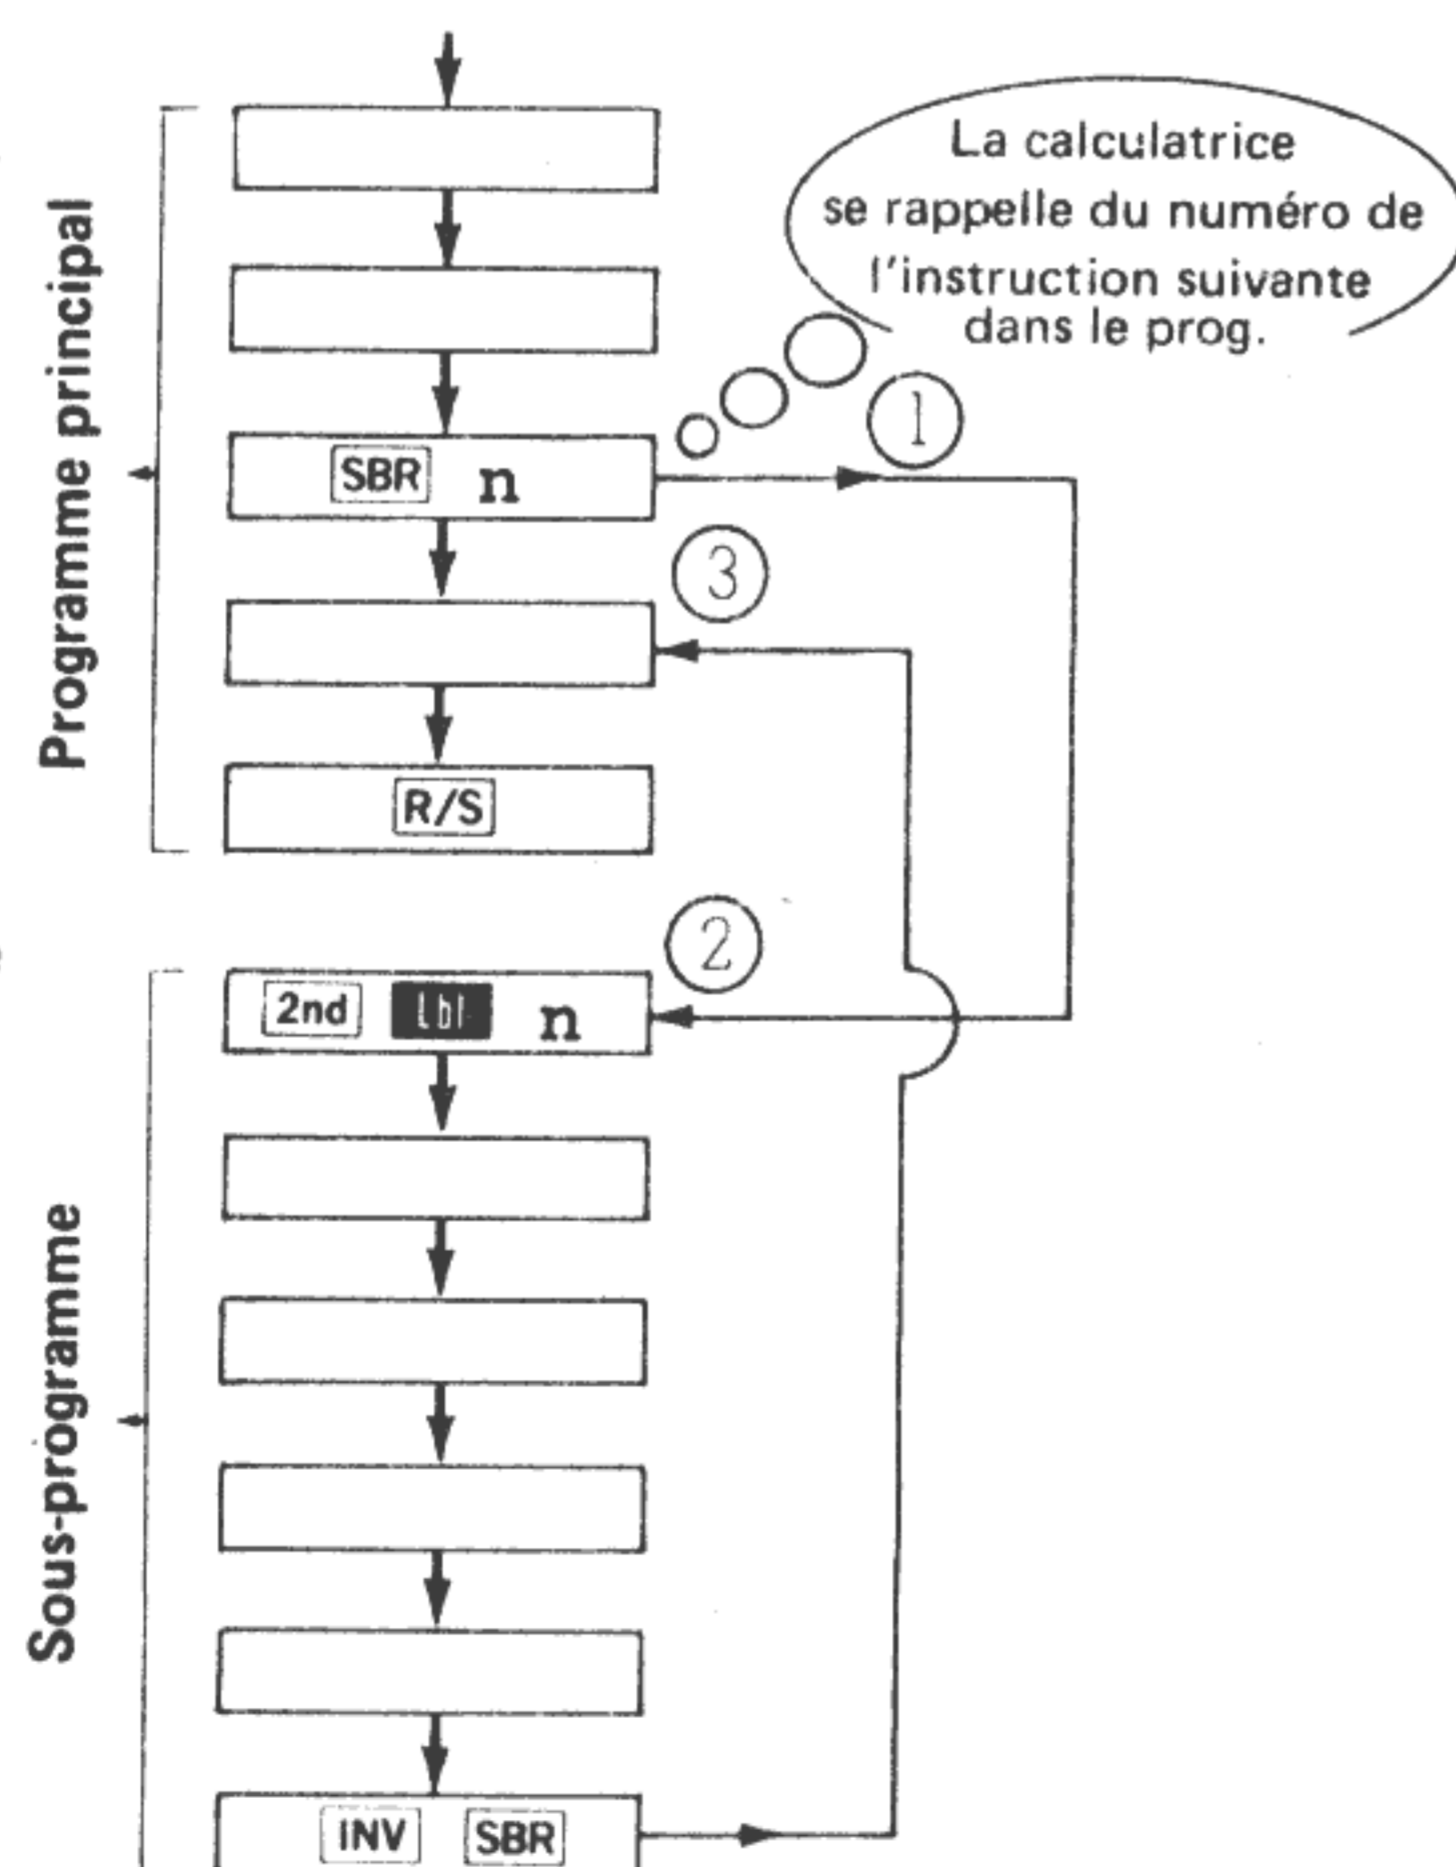 La calculatrice
se rappelle du numéro de
l'instruction suivante
dans le prog.
Programme principal
1
SBR n
3
R/S
2
2nd Lbl n
Sous-programme
INV SBR